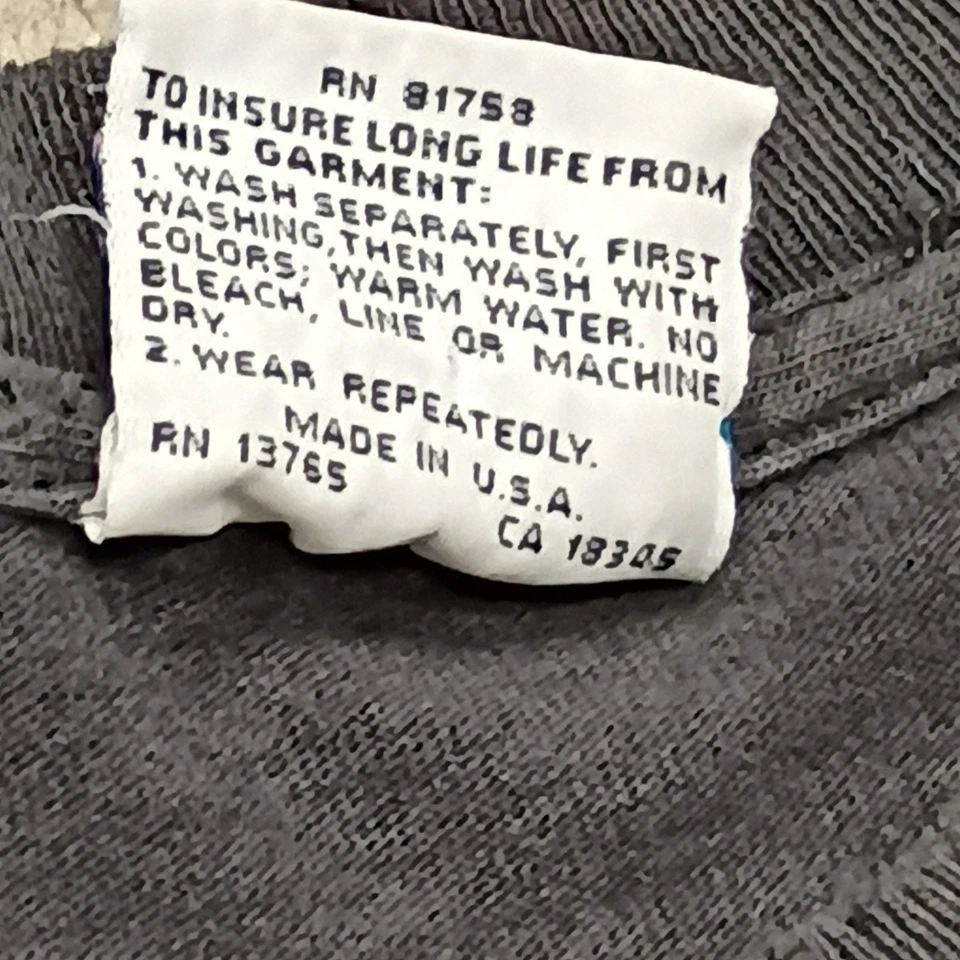 RN 81758
TO INSURE LONG LIFE FROM
THIS GARMENT:
1. WASH SEPARATELY, FIRST
WASHING, THEN WASH WITH
COLORS; WARM WATER. NO
BLEACH, LINE OR MACHINE
DRY.
2. WEAR REPEATEDLY.
MADE IN U.S.A.
RN 13765
CA 18345